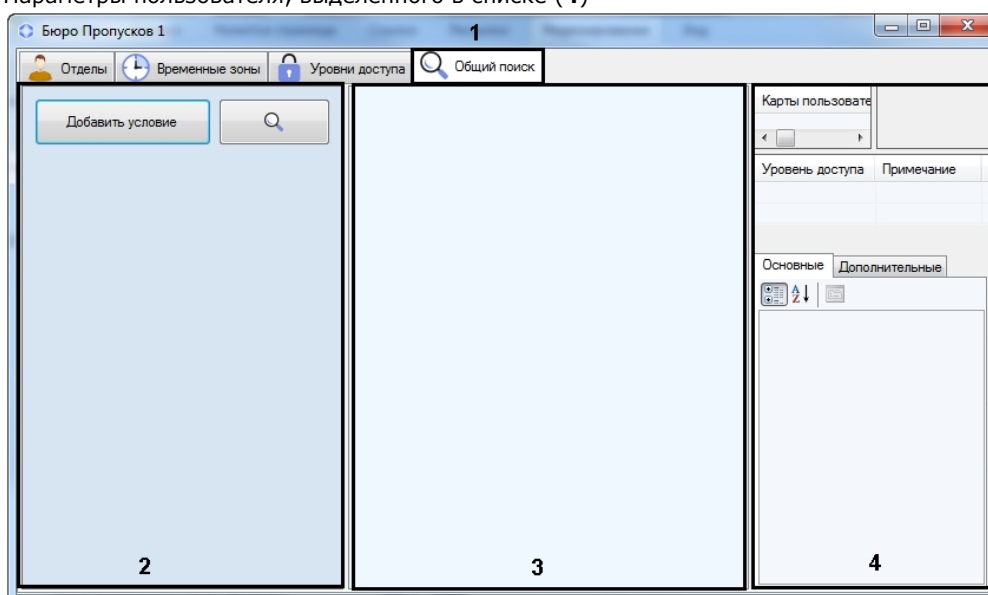 Параметры пользователя, выделенного в списке (4)
Бюро Пропусков 1
1
Отделы Временные зоны Уровни доступа Общий поиск
Добавить условие
Карты пользовате
Уровень доступа Примечание
Основные Дополнительные
2
3
4